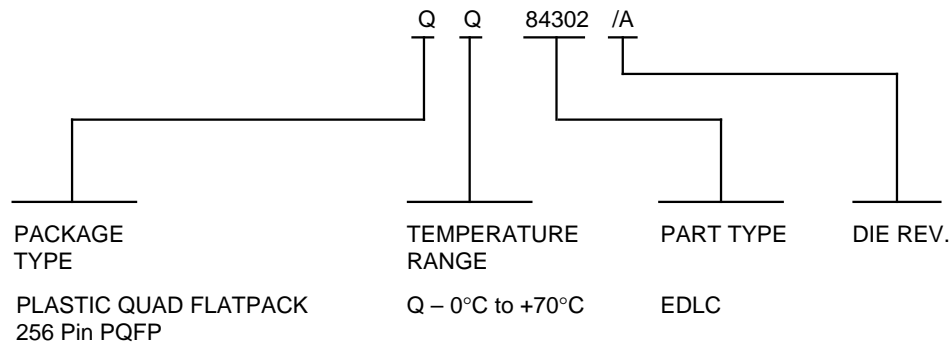 Q Q 84302 /A
PACKAGE TYPE
TEMPERATURE RANGE
PART TYPE
DIE REV.
PLASTIC QUAD FLATPACK
256 Pin PQFP
Q – 0°C to +70°C
EDLC